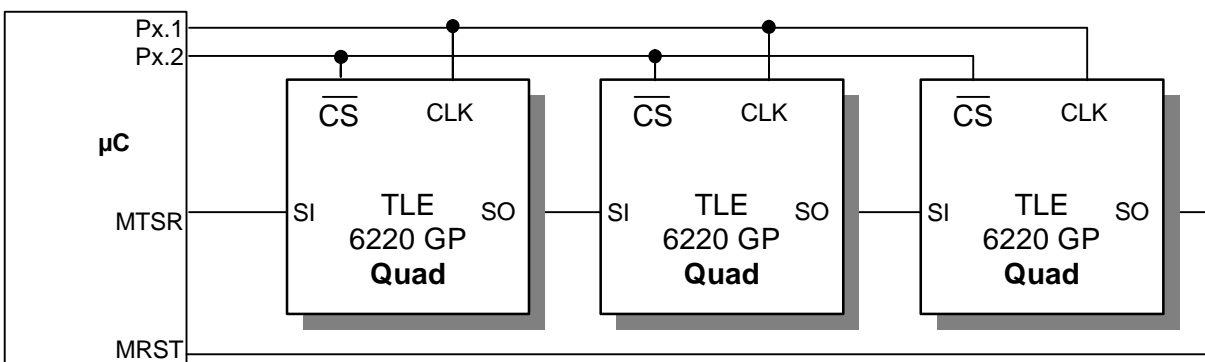 Px.1
Px.2
CS CLK CS CLK CS CLK
µC
MTSR SI TLE SO SI TLE SO SI TLE SO
6220 GP 6220 GP 6220 GP
Quad Quad Quad
MRST